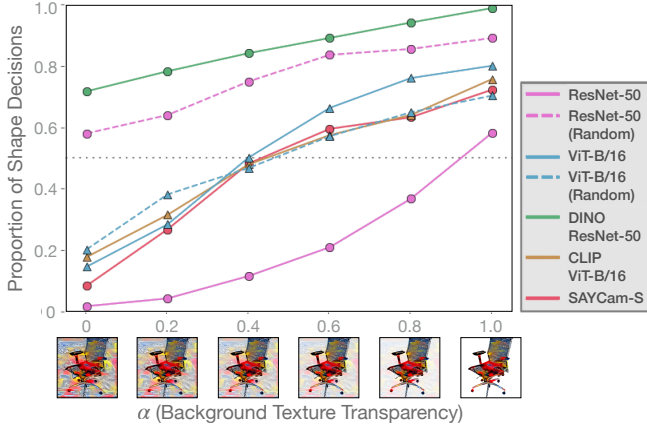 Proportion of Shape Decisions
1.0
0.8
0.6
0.4
0.2
0
0 0.2 0.4 0.6 0.8 1.0
α (Background Texture Transparency)
ResNet-50
ResNet-50
(Random)
ViT-B/16
ViT-B/16
(Random)
DINO
ResNet-50
CLIP
ViT-B/16
SAYCam-S